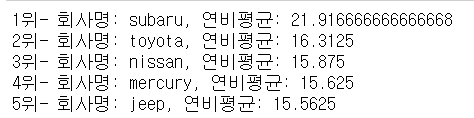 1위- 회사명: subaru, 연비평균: 21.916666666666668
2위- 회사명: toyota, 연비평균: 16.3125
3위- 회사명: nissan, 연비평균: 15.875
4위- 회사명: mercury, 연비평균: 15.625
5위- 회사명: jeep, 연비평균: 15.5625